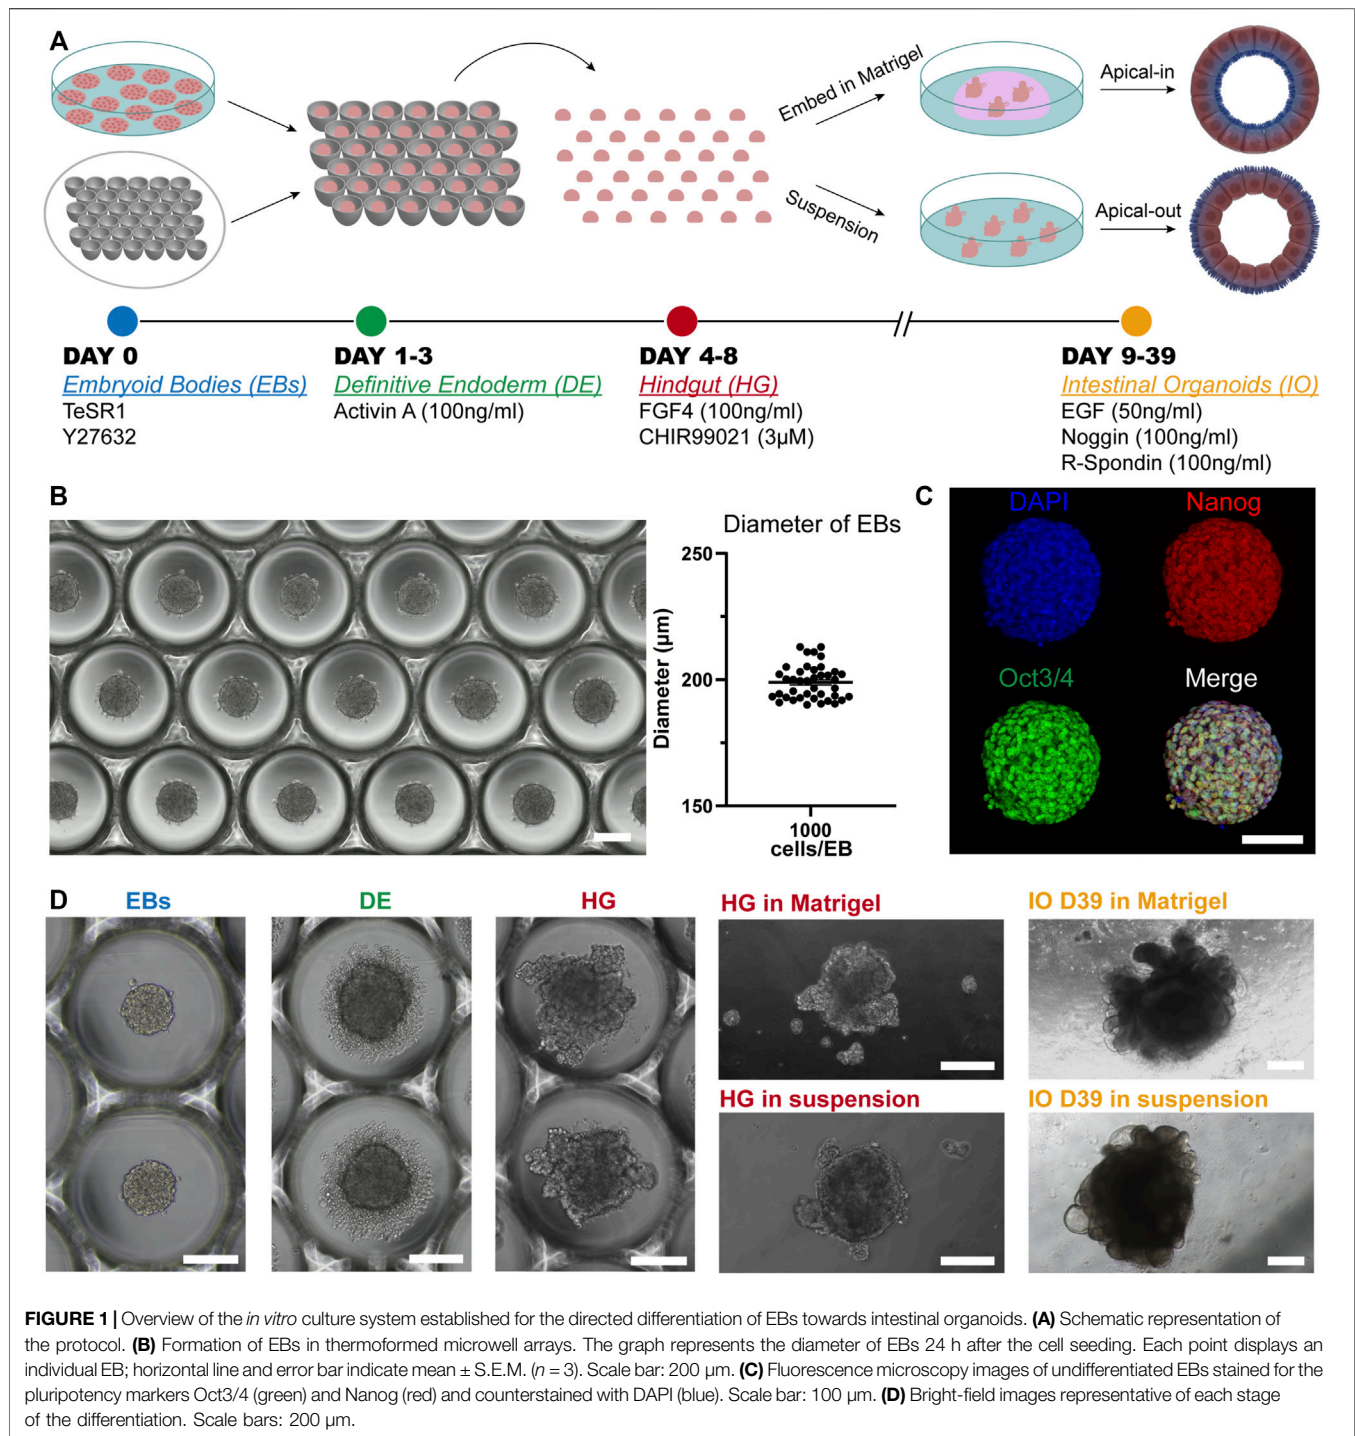 A
Embed in Matrigel
Apical-in
Suspension
Apical-out
DAY 0
Embryoid Bodies (EBs)
TeSR1
Y27632
DAY 1-3
Definitive Endoderm (DE)
Activin A (100ng/ml)
DAY 4-8
Hindgut (HG)
FGF4 (100ng/ml)
CHIR99021 (3µM)
DAY 9-39
Intestinal Organoids (IO)
EGF (50ng/ml)
Noggin (100ng/ml)
R-Spondin (100ng/ml)
B
Diameter of EBs
Diameter (µm)
250
200
150
1000
cells/EB
C
DAPI
Nanog
Oct3/4
Merge
D
EBs
DE
HG
HG in Matrigel
IO D39 in Matrigel
HG in suspension
IO D39 in suspension
FIGURE 1 | Overview of the in vitro culture system established for the directed differentiation of EBs towards intestinal organoids. (A) Schematic representation of
the protocol. (B) Formation of EBs in thermoformed microwell arrays. The graph represents the diameter of EBs 24 h after the cell seeding. Each point displays an
individual EB; horizontal line and error bar indicate mean ± S.E.M. (n = 3). Scale bar: 200 µm. (C) Fluorescence microscopy images of undifferentiated EBs stained for the
pluripotency markers Oct3/4 (green) and Nanog (red) and counterstained with DAPI (blue). Scale bar: 100 µm. (D) Bright-field images representative of each stage
of the differentiation. Scale bars: 200 µm.